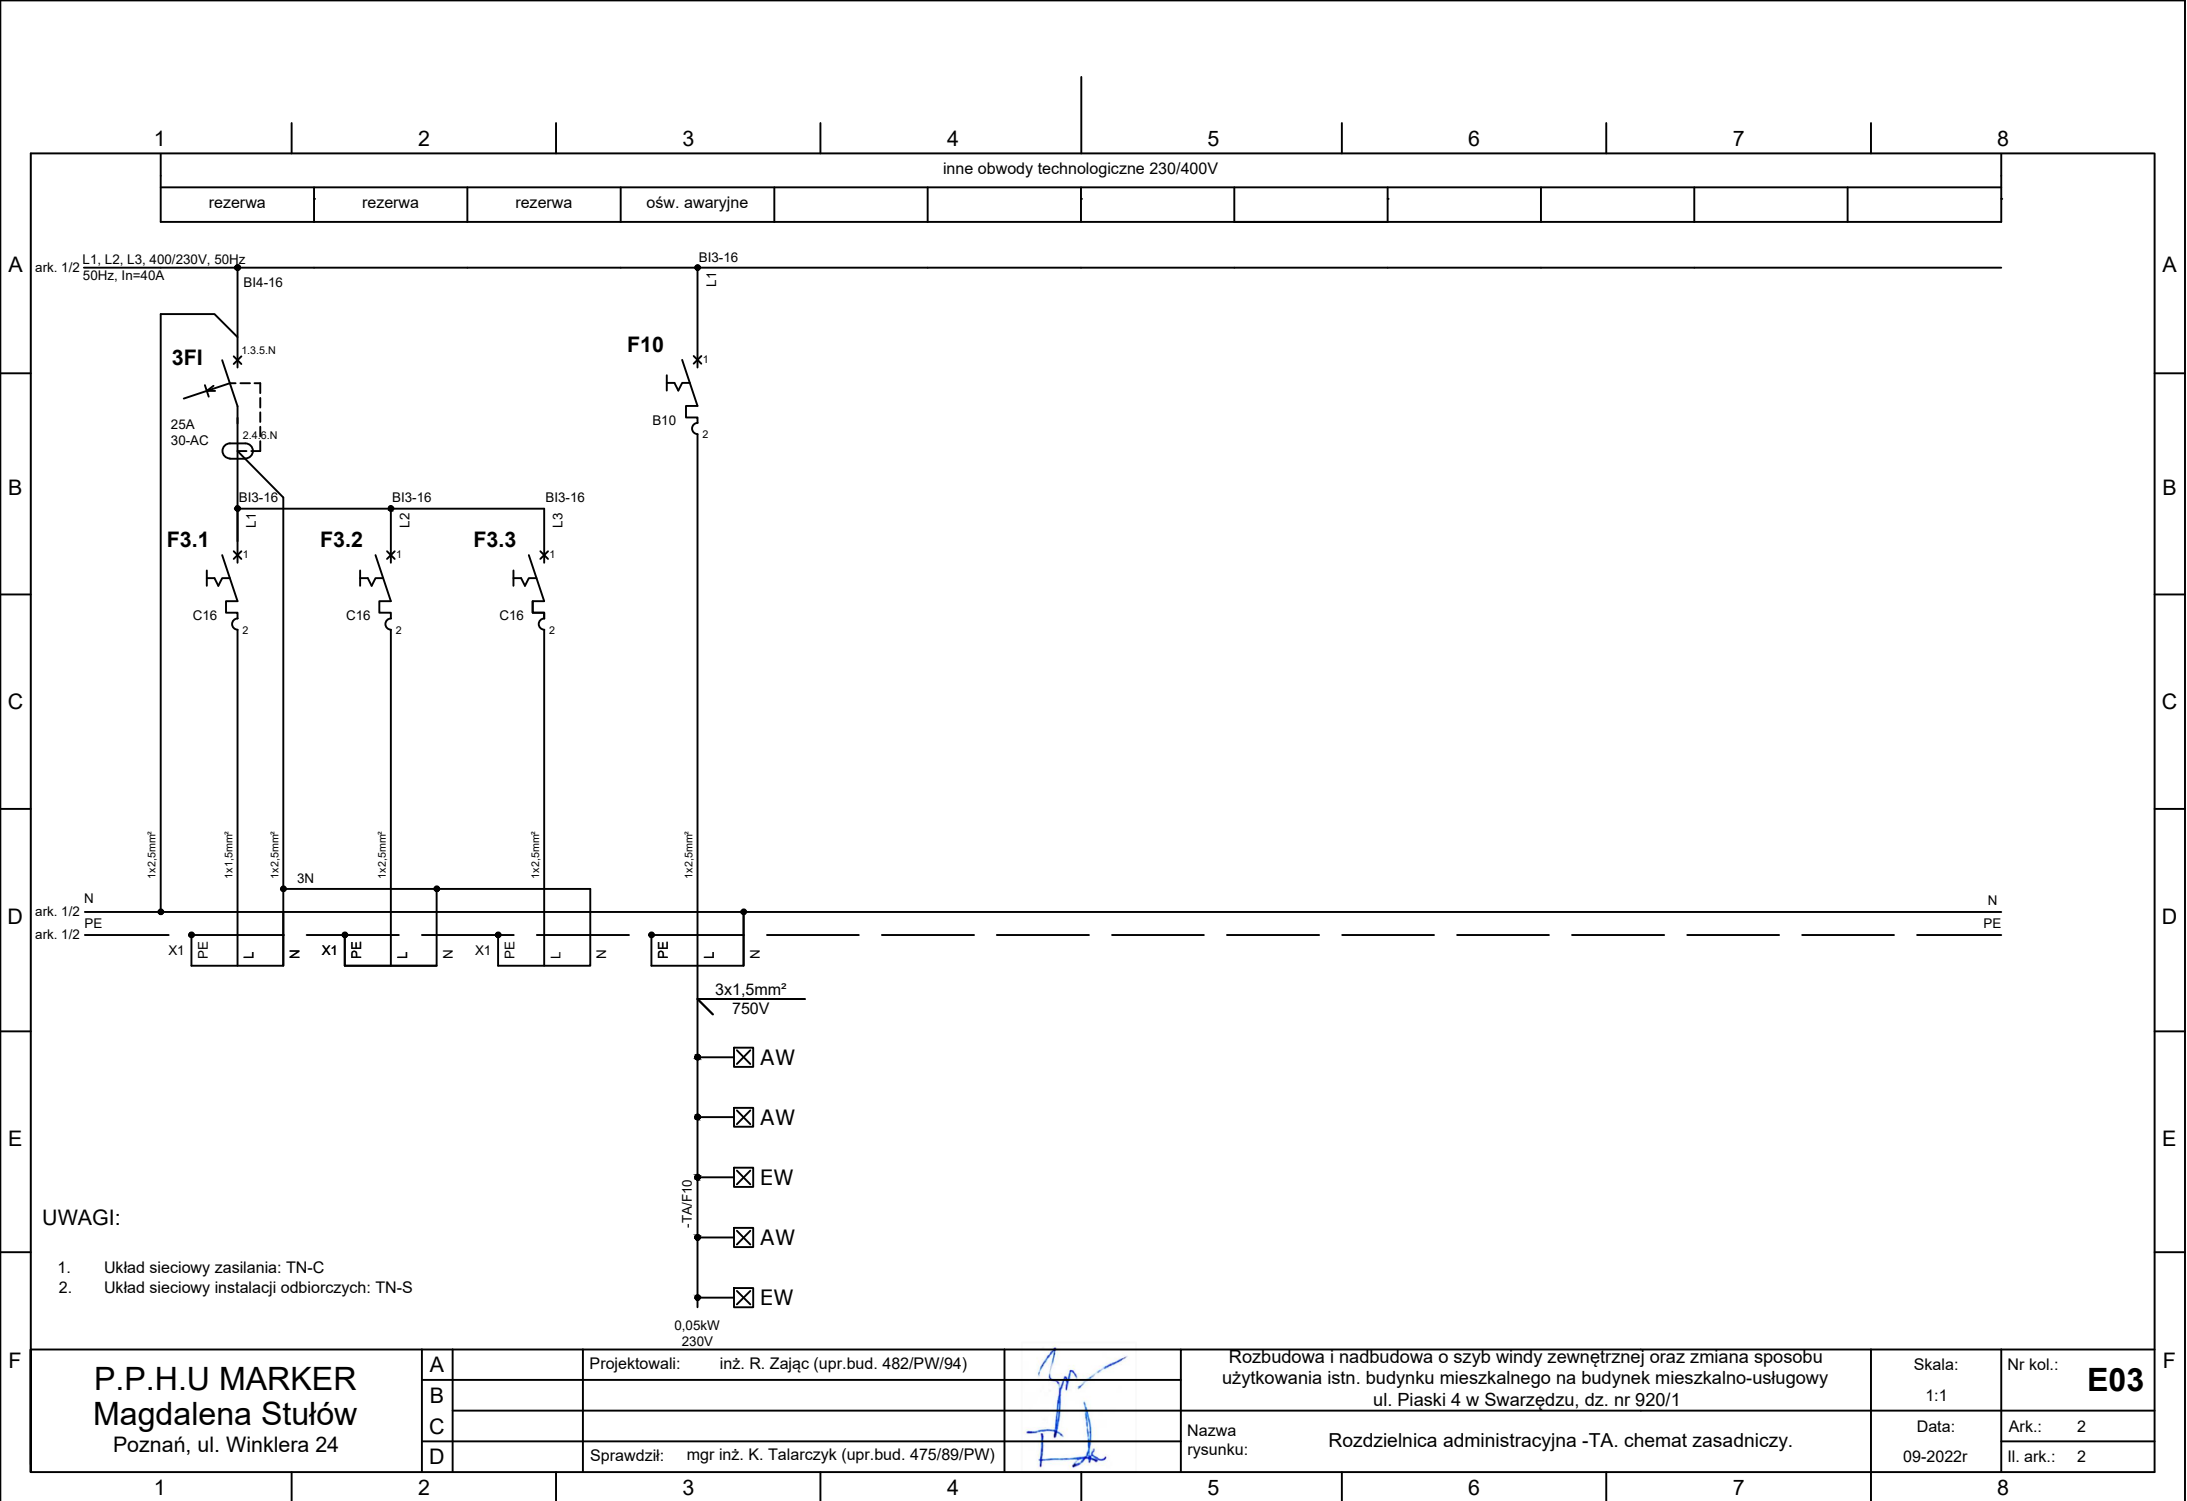 1 2 3 4 5 6 7 8
inne obwody technologiczne 230/400V
rezerwa rezerwa rezerwa ośw. awaryjne
A ark. 1/2 L1, L2, L3, 400/230V, 50Hz BI3-16 A
50Hz, In=40A
BI4-16 L1
F10
3FI 1.3.5.N 1
25A B10
30-AC 2.4.6.N 2
B B
BI3-16 BI3-16 BI3-16
L1 L2 L3
F3.1 F3.2 F3.3
1 1 1
C16 C16 C16
2 2 2
C C
1x2,5mm² 1x1,5mm² 1x2,5mm² 1x2,5mm² 1x2,5mm² 1x2,5mm²
3N
N N
D ark. 1/2 D
PE PE
ark. 1/2
X1 PE L N X1 PE L N X1 PE L N PE L N
3x1,5mm²
750V
AW
AW
E E
EW
-TA/F10
AW
EW
0,05kW
230V
UWAGI:
1. Układ sieciowy zasilania: TN-C
2. Układ sieciowy instalacji odbiorczych: TN-S
F F
P.P.H.U MARKER
Magdalena Stułów
Poznań, ul. Winklera 24
A
B
C
D
Projektowali: inż. R. Zając (upr.bud. 482/PW/94)
Sprawdził: mgr inż. K. Talarczyk (upr.bud. 475/89/PW)
Rozbudowa i nadbudowa o szyb windy zewnętrznej oraz zmiana sposobu
użytkowania istn. budynku mieszkalnego na budynek mieszkalno-usługowy
ul. Piaski 4 w Swarzędzu, dz. nr 920/1
Nazwa
rysunku:
Rozdzielnica administracyjna -TA. chemat zasadniczy.
Skala:
1:1
Data:
09-2022r
Nr kol.: E03
Ark.: 2
Il. ark.: 2
1 2 3 4 5 6 7 8